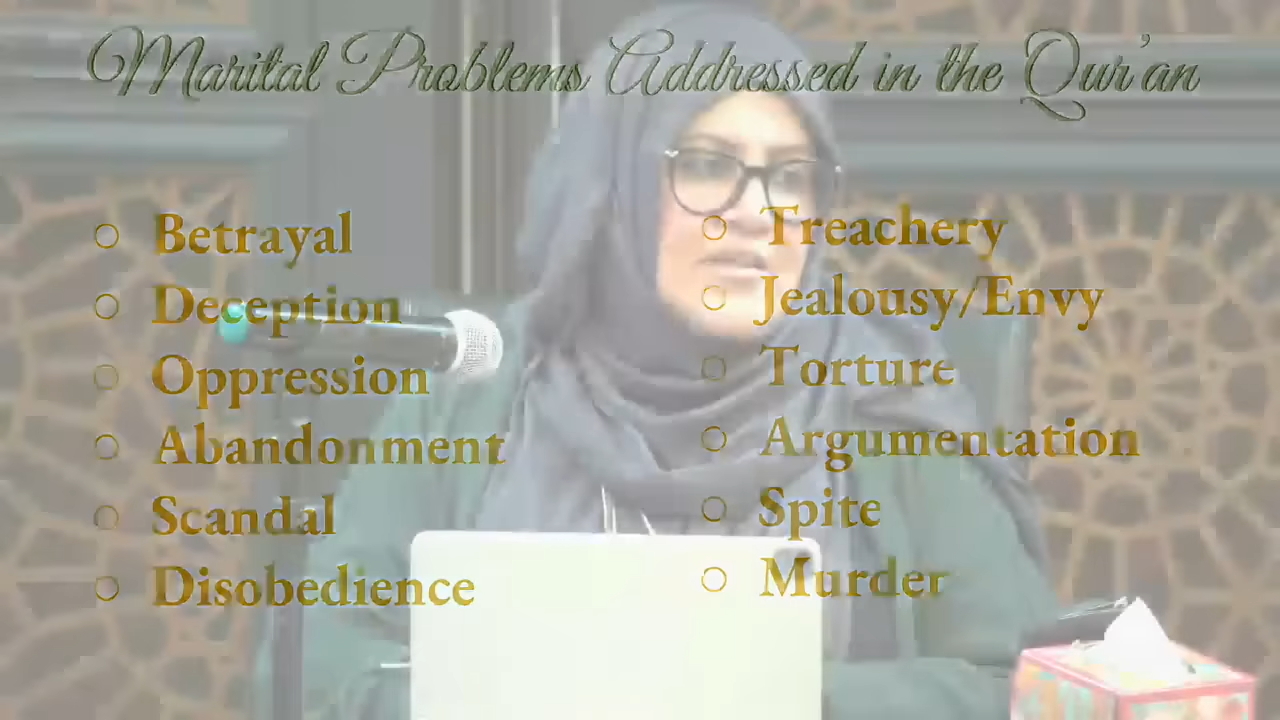 Marital Problems Addressed in the Qur'an
Betrayal
Deception
Oppression
Abandonment
Scandal
Disobedience
Treachery
Jealousy/Envy
Torture
Argumentation
Spite
Murder